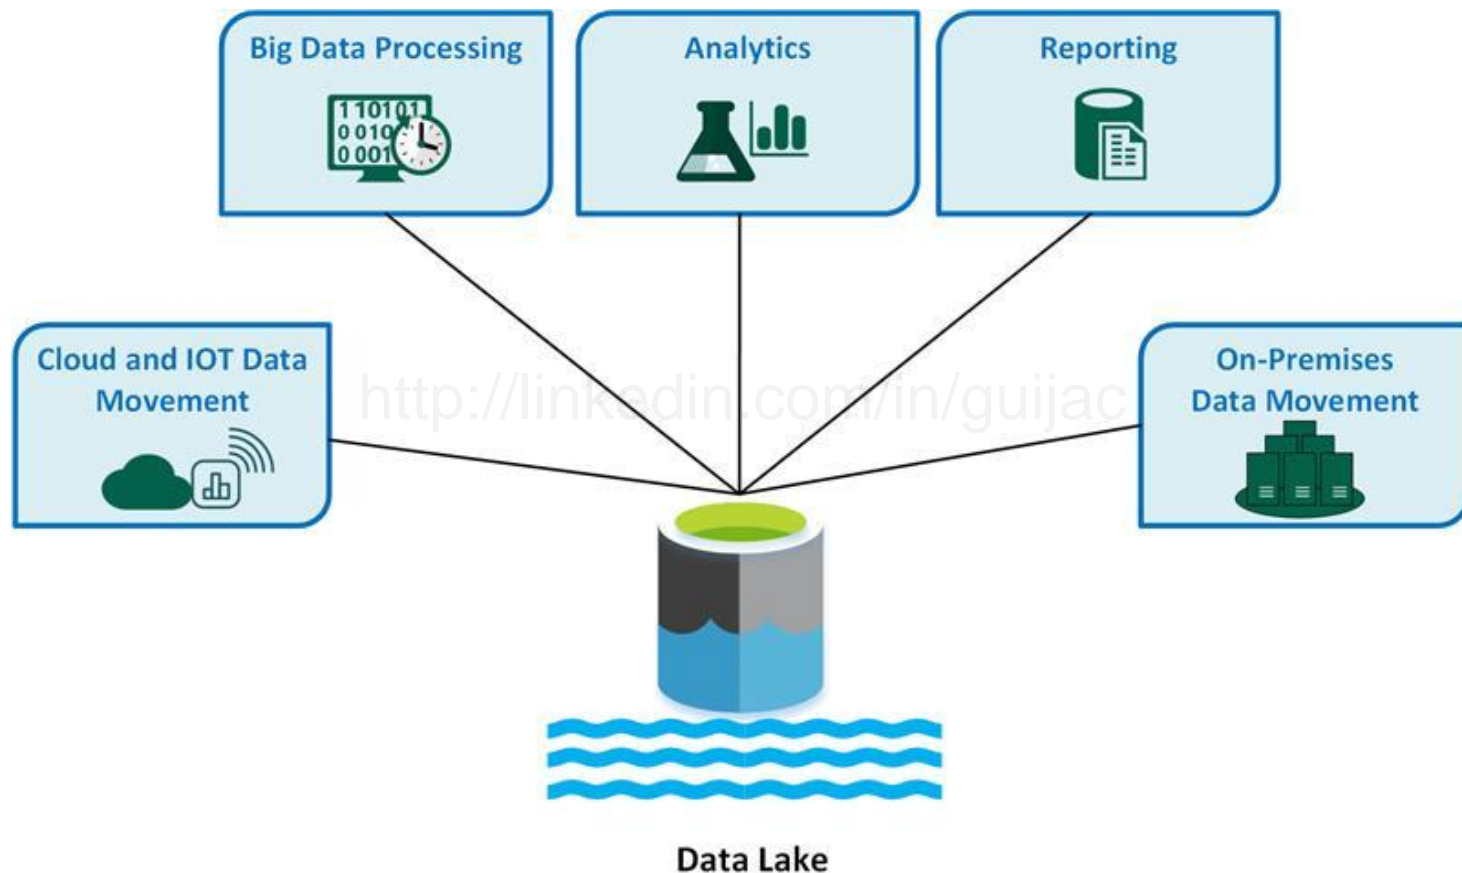 Big Data Processing
Analytics
Reporting
1 10101
0 010
0 001
Cloud and IOT Data
Movement
On-Premises
Data Movement
http://linkedin.com/in/guijac
Data Lake